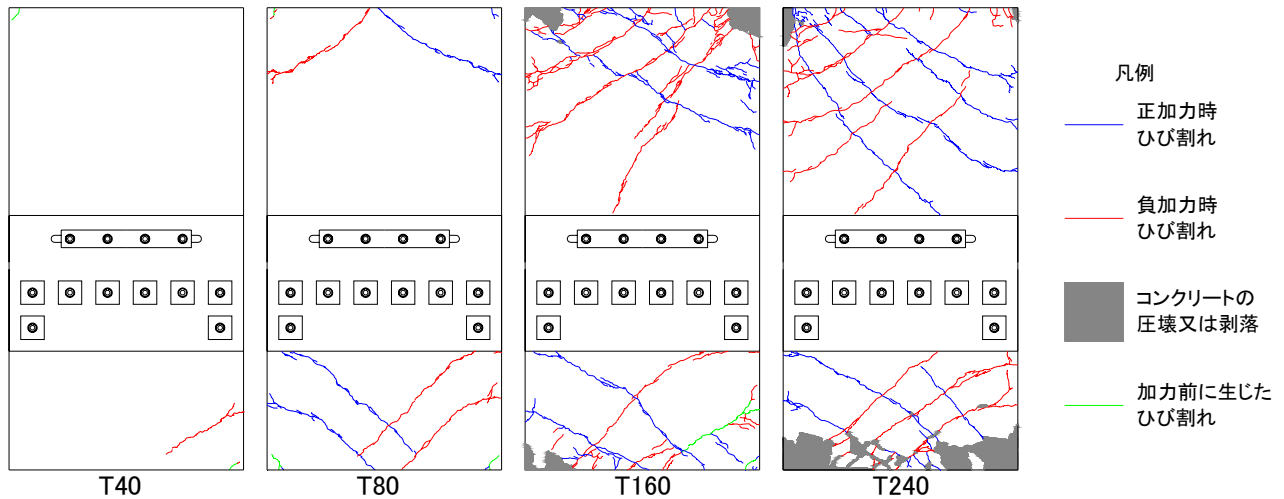 凡例
正加力時
ひび割れ
負加力時
ひび割れ
コンクリートの
圧壊又は剥落
加力前に生じた
ひび割れ
T40
T80
T160
T240